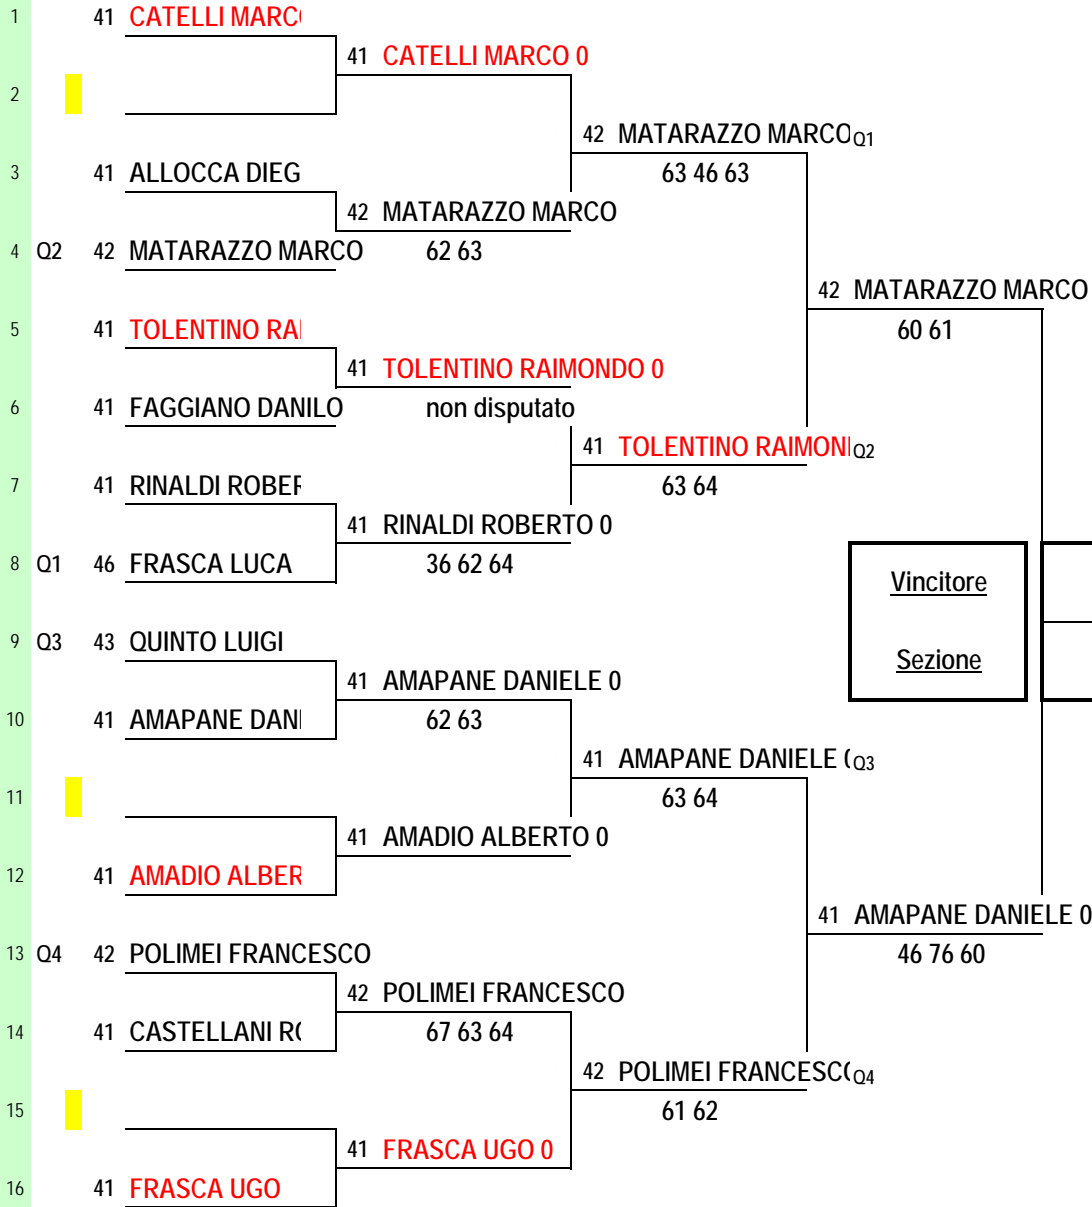 1 41 CATELLI MARC
41 CATELLI MARCO 0
2
42 MATARAZZO MARCO Q1
3 41 ALLOCCA DIEG 63 46 63
42 MATARAZZO MARCO
4 Q2 42 MATARAZZO MARCO 62 63
42 MATARAZZO MARCO
5 41 TOLENTINO RAI 60 61
41 TOLENTINO RAIMONDO 0
6 41 FAGGIANO DANILO non disputato
41 TOLENTINO RAIMON Q2
7 41 RINALDI ROBER 63 64
41 RINALDI ROBERTO 0
8 Q1 46 FRASCA LUCA 36 62 64
Vincitore
9 Q3 43 QUINTO LUIGI
Sezione
41 AMAPANE DANIELE 0
10 41 AMAPANE DANI 62 63
41 AMAPANE DANIELE Q3
11 63 64
41 AMADIO ALBERTO 0
12 41 AMADIO ALBER
41 AMAPANE DANIELE 0
13 Q4 42 POLIMEI FRANCESCO 46 76 60
42 POLIMEI FRANCESCO
14 41 CASTELLANI R 67 63 64
42 POLIMEI FRANCESC Q4
15 61 62
41 FRASCA UGO 0
16 41 FRASCA UGO